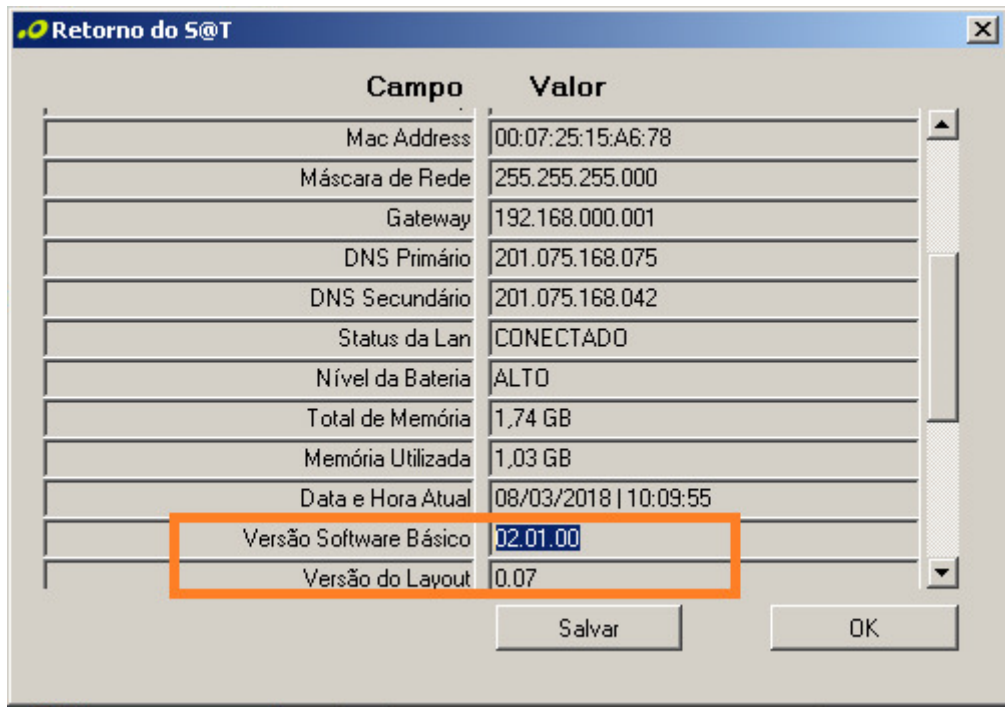 Retorno do S@T
Campo Valor
Mac Address 00:07:25:15:A6:78
Máscara de Rede 255.255.255.000
Gateway 192.168.000.001
DNS Primário 201.075.168.075
DNS Secundário 201.075.168.042
Status da Lan CONECTADO
Nível da Bateria ALTO
Total de Memória 1,74 GB
Memória Utilizada 1,03 GB
Data e Hora Atual 08/03/2018 | 10:09:55
Versão Software Básico 02.01.00
Versão do Layout 0.07
Salvar OK